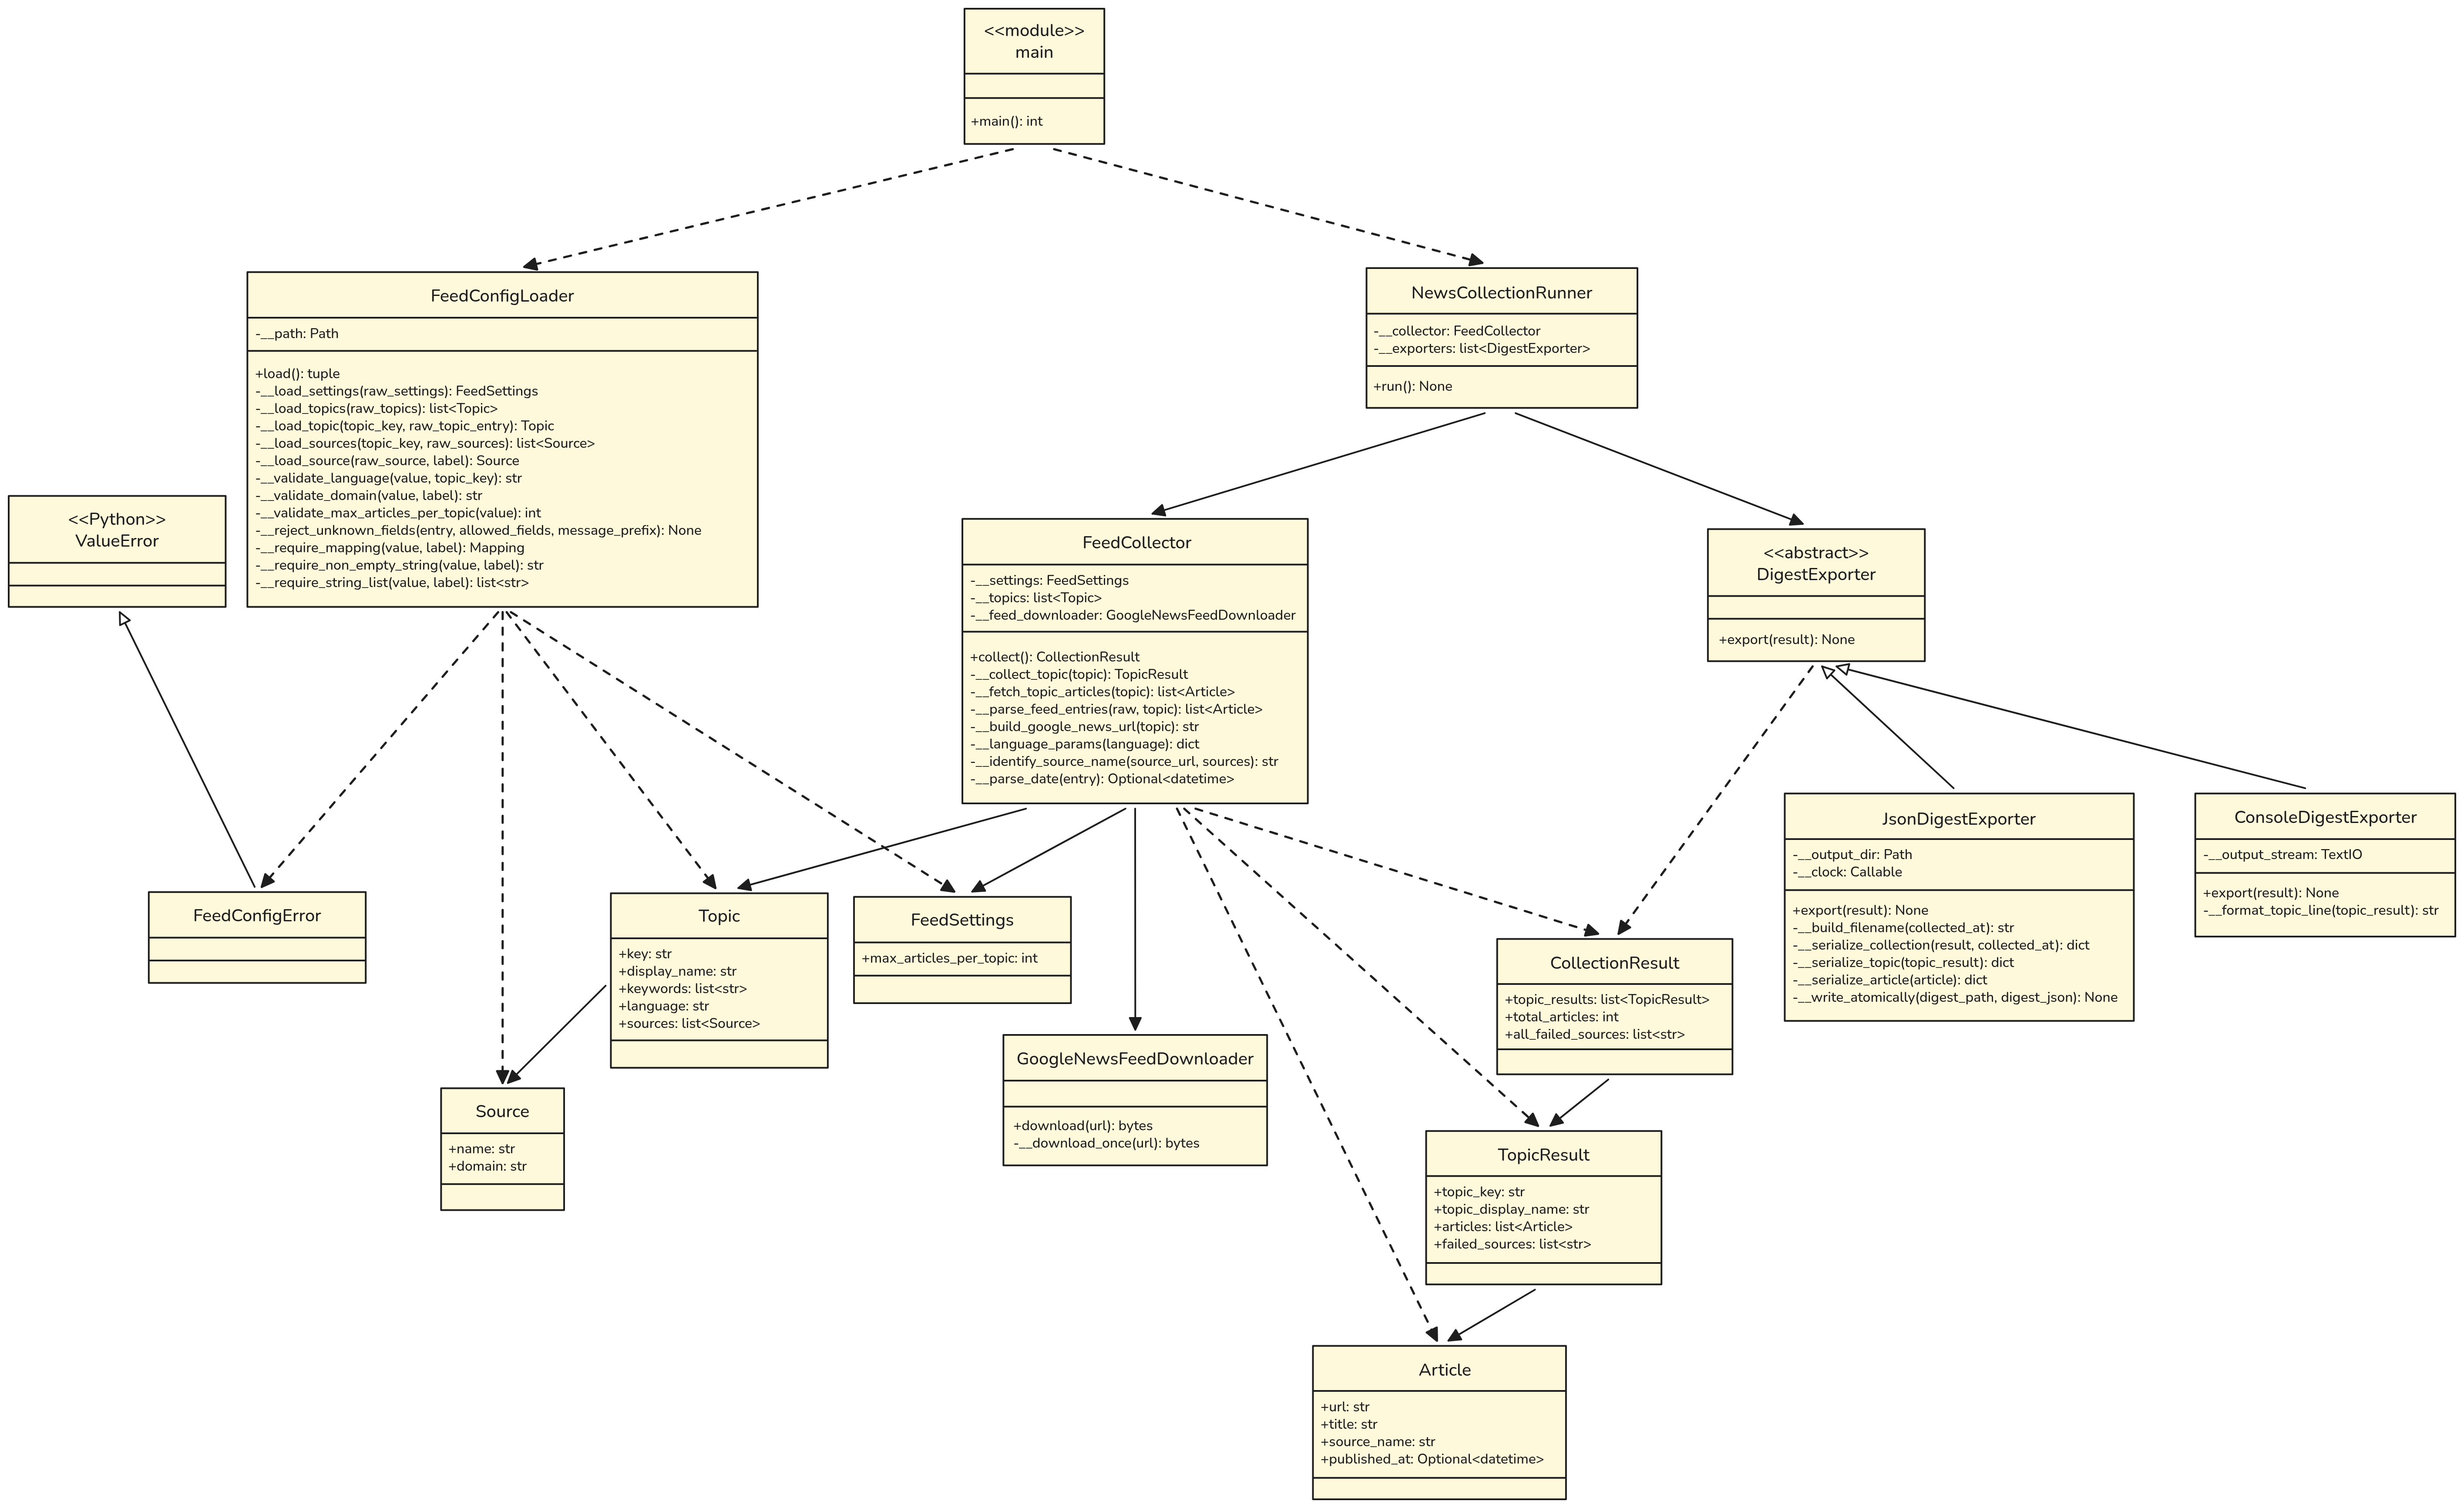 <<module>>
main
+main(): int
FeedConfigLoader
-__path: Path
+load(): tuple
-__load_settings(raw_settings): FeedSettings
-__load_topics(raw_topics): list<Topic>
-__load_topic(topic_key, raw_topic_entry): Topic
-__load_sources(topic_key, raw_sources): list<Source>
-__load_source(raw_source, label): Source
-__validate_language(value, topic_key): str
-__validate_domain(value, label): str
-__validate_max_articles_per_topic(value): int
-__reject_unknown_fields(entry, allowed_fields, message_prefix): None
-__require_mapping(value, label): Mapping
-__require_non_empty_string(value, label): str
-__require_string_list(value, label): list<str>
NewsCollectionRunner
-__collector: FeedCollector
-__exporters: list<DigestExporter>
+run(): None
<<Python>>
ValueError
FeedCollector
-__settings: FeedSettings
-__topics: list<Topic>
-__feed_downloader: GoogleNewsFeedDownloader
+collect(): CollectionResult
-__collect_topic(topic): TopicResult
-__fetch_topic_articles(topic): list<Article>
-__parse_feed_entries(raw, topic): list<Article>
-__build_google_news_url(topic): str
-__language_params(language): dict
-__identify_source_name(source_url, sources): str
-__parse_date(entry): Optional<datetime>
<<abstract>>
DigestExporter
+export(result): None
JsonDigestExporter
-__output_dir: Path
-__clock: Callable
+export(result): None
-__build_filename(collected_at): str
-__serialize_collection(result, collected_at): dict
-__serialize_topic(topic_result): dict
-__serialize_article(article): dict
-__write_atomically(digest_path, digest_json): None
ConsoleDigestExporter
-__output_stream: TextIO
+export(result): None
-__format_topic_line(topic_result): str
FeedConfigError
Topic
+key: str
+display_name: str
+keywords: list<str>
+language: str
+sources: list<Source>
FeedSettings
+max_articles_per_topic: int
CollectionResult
+topic_results: list<TopicResult>
+total_articles: int
+all_failed_sources: list<str>
GoogleNewsFeedDownloader
+download(url): bytes
-__download_once(url): bytes
Source
+name: str
+domain: str
TopicResult
+topic_key: str
+topic_display_name: str
+articles: list<Article>
+failed_sources: list<str>
Article
+url: str
+title: str
+source_name: str
+published_at: Optional<datetime>